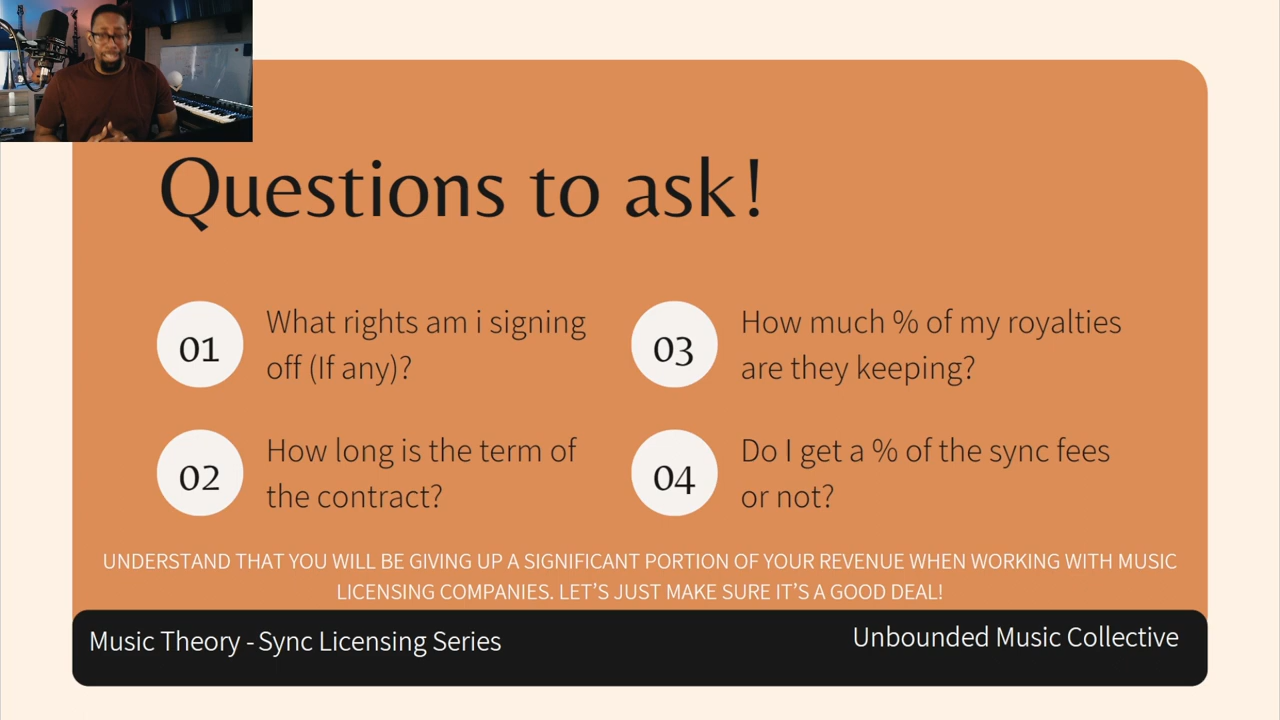 Questions to ask!
01
What rights am i signing
off (If any)?
02
How long is the term of
the contract?
03
How much % of my royalties
are they keeping?
04
Do I get a % of the sync fees
or not?
UNDERSTAND THAT YOU WILL BE GIVING UP A SIGNIFICANT PORTION OF YOUR REVENUE WHEN WORKING WITH MUSIC
LICENSING COMPANIES. LET’S JUST MAKE SURE IT’S A GOOD DEAL!
Music Theory - Sync Licensing Series
Unbounded Music Collective